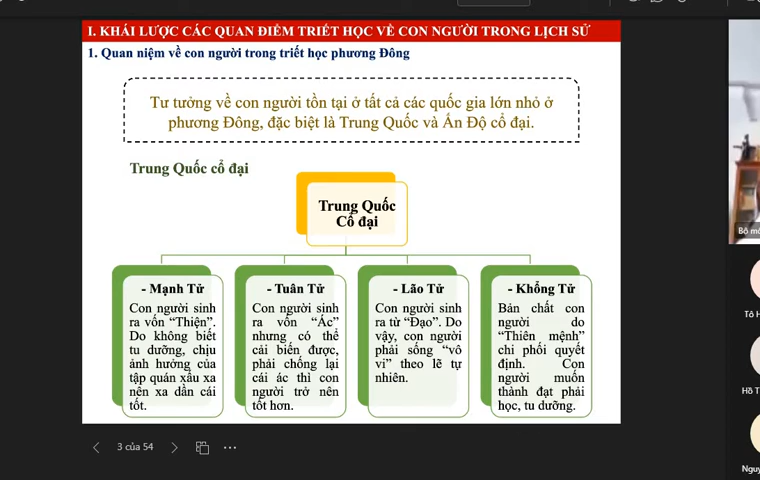 I. KHÁI LƯỢC CÁC QUAN ĐIỂM TRIẾT HỌC VỀ CON NGƯỜI TRONG LỊCH SỬ
1. Quan niệm về con người trong triết học phương Đông
Tư tưởng về con người tồn tại ở tất cả các quốc gia lớn nhỏ ở
phương Đông, đặc biệt là Trung Quốc và Ấn Độ cổ đại.
Trung Quốc cổ đại
Trung Quốc
Cổ đại
- Mạnh Tử
Con người sinh
ra vốn “Thiện”.
Do không biết
tu dưỡng, chịu
ảnh hưởng của
tập quán xấu xa
nên xa dần cái
tốt.
- Tuân Tử
Con người sinh
ra vốn “Ác”
nhưng có thể
cải biến được,
phải chống lại
cái ác thì con
người trở nên
tốt hơn.
- Lão Tử
Con người sinh
ra từ “Đạo”. Do
vậy, con người
phải sống “vô
vi” theo lẽ tự
nhiên.
- Khổng Tử
Bản chất con
người do
“Thiên mệnh”
chi phối quyết
định. Con
người muốn
thành đạt phải
học, tu dưỡng.
3 của 54
Bộ mô
Tô H
Hồ T
Nguy